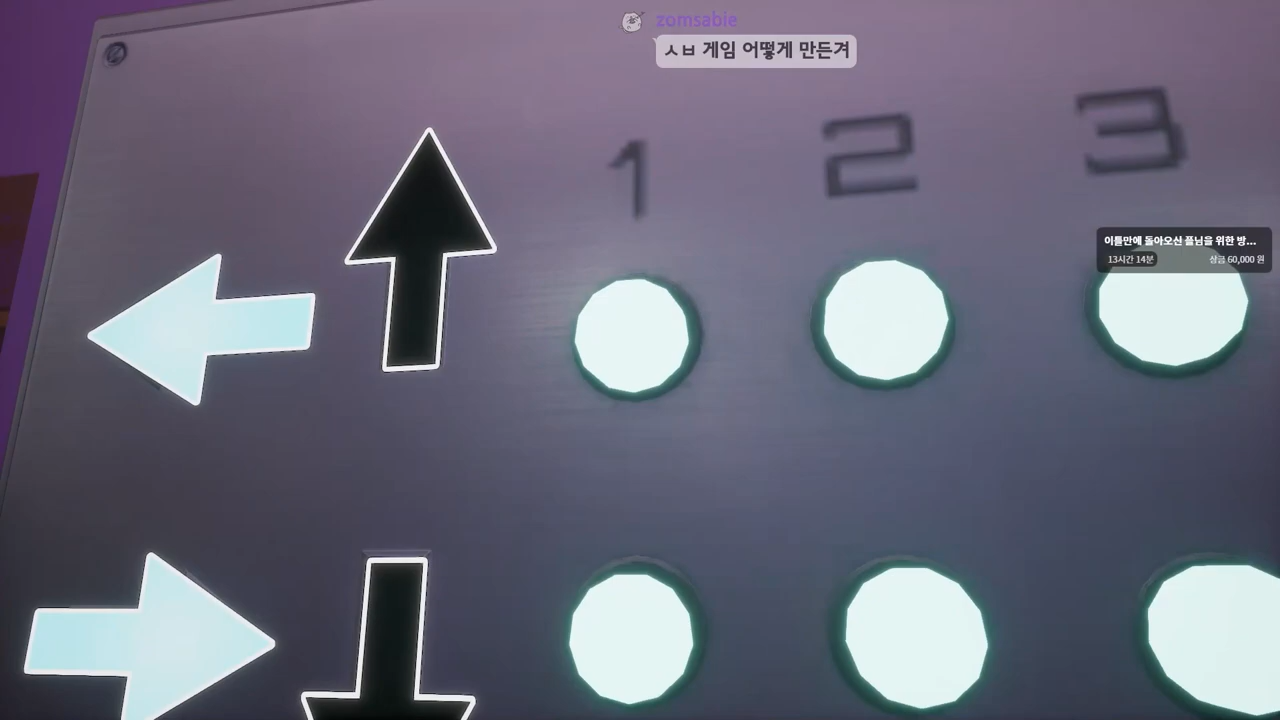 zomsabie
ㅅㅂ 게임 어떻게 만든겨
1 2 3
이틀만에 돌아오신 플님을 위한 방...
13시간 14분 상금 60,000 원